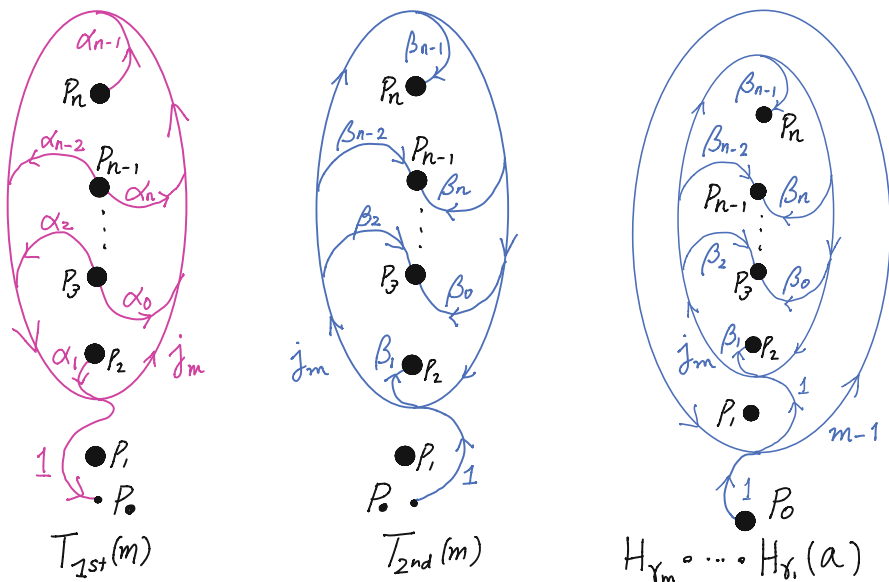 α_{n-1}
P_n
α_{n-2}
P_{n-1}
α_n
α_2
P_3
α_0
α_1
P_2
j_m
1
P_1
P_0
T_{1st}(m)
β_{n-1}
P_n
β_{n-2}
P_{n-1}
β_n
β_2
P_3
β_0
j_m
β_1
P_2
P_1
P_0
1
T_{2nd}(m)
β_{n-1}
P_n
β_{n-2}
P_{n-1}
β_n
β_2
P_3
β_0
j_m
β_1
P_2
1
P_1
m-1
1
P_0
H_{γ_m} · ··· · H_{γ_1}(a)